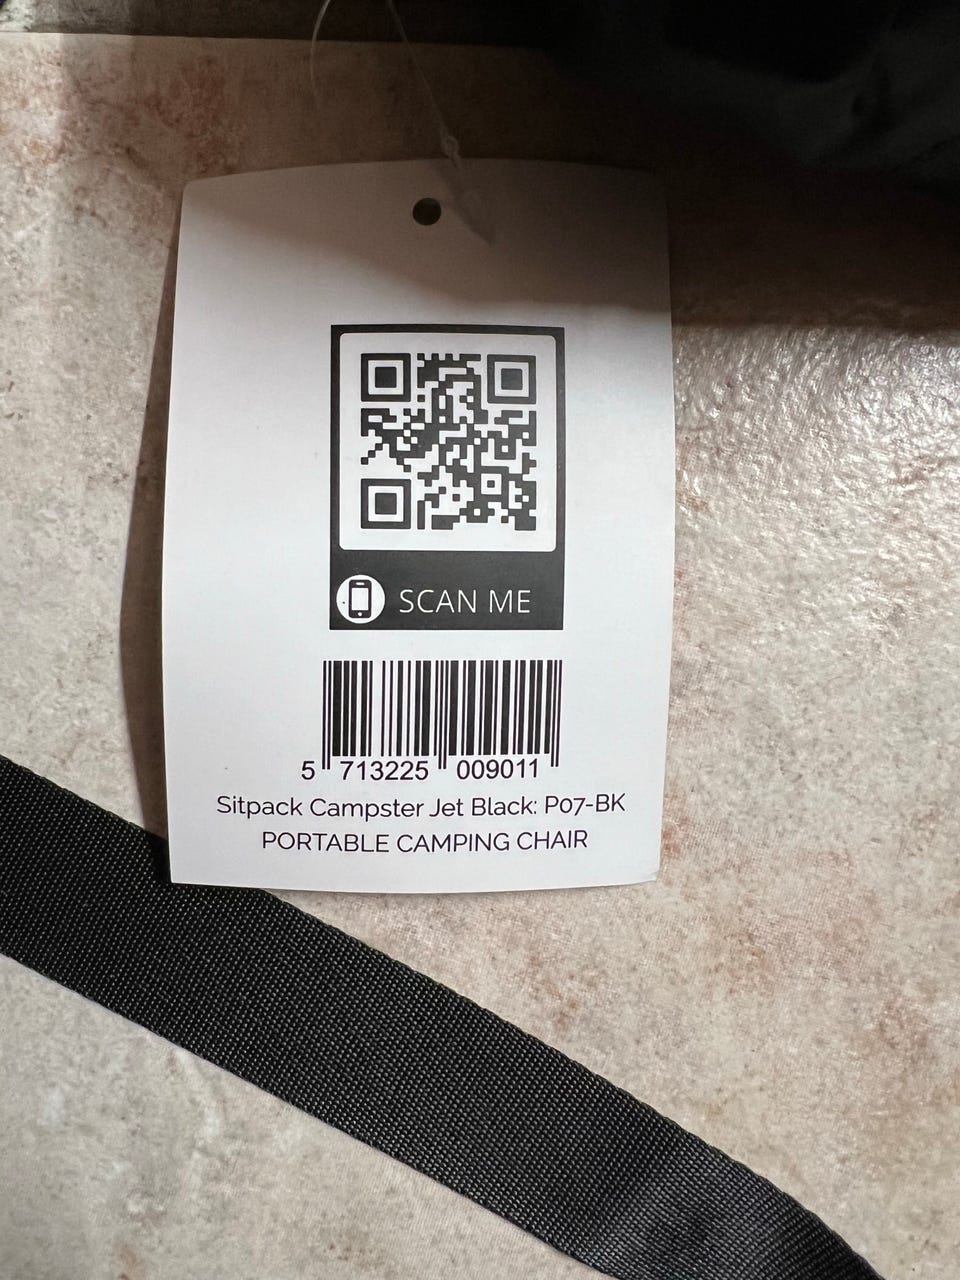 SCAN ME
5 713225 009011
Sitpack Campster Jet Black: P07-BK
PORTABLE CAMPING CHAIR